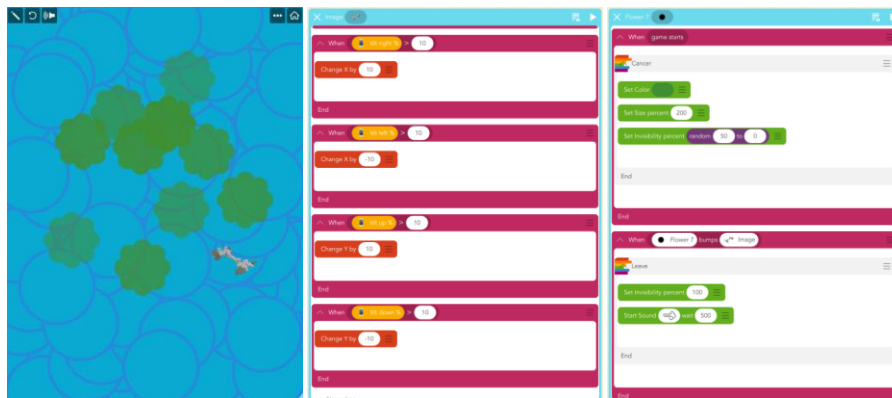 Image
When tilt right % > 10
Change X by 10
End
When tilt left % > 10
Change X by -10
End
When tilt up % > 10
Change Y by 10
End
When tilt down % > 10
Change Y by -10
End
Flower 7
When game starts
Cancer
Set Color
Set Size percent 200
Set Invisibility percent random 50 to 0
End
End
When Flower 7 bumps Image
Leave
Set Invisibility percent 100
Start Sound wait 500
End
End